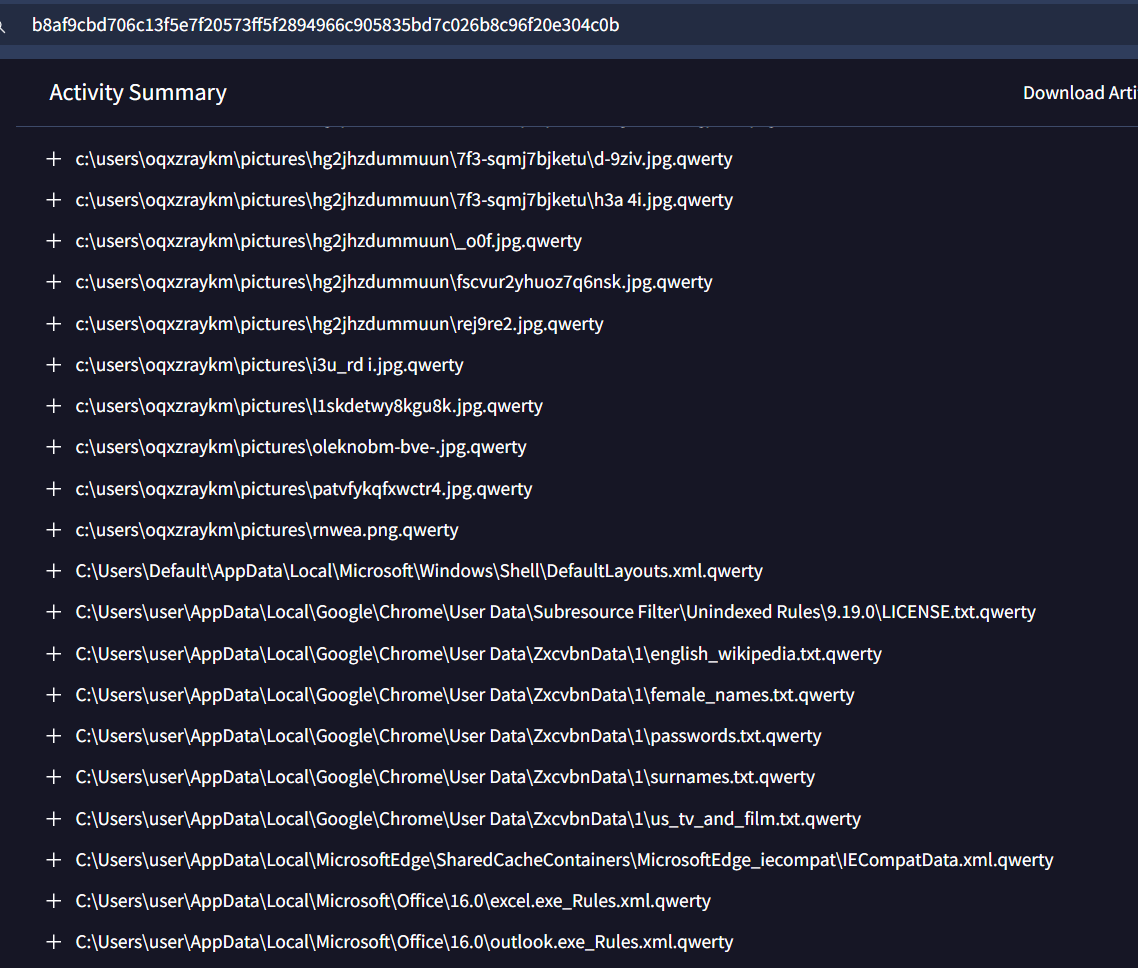 b8af9cbd706c13f5e7f20573ff5f2894966c905835bd7c026b8c96f20e304c0b
Activity Summary
Download Arti
c:\users\oqxzraykm\pictures\hg2jhzdummuun\7f3-sqmj7bjketu\d-9ziv.jpg.qwerty
c:\users\oqxzraykm\pictures\hg2jhzdummuun\7f3-sqmj7bjketu\h3a 4i.jpg.qwerty
c:\users\oqxzraykm\pictures\hg2jhzdummuun\_o0f.jpg.qwerty
c:\users\oqxzraykm\pictures\hg2jhzdummuun\fscvur2yhuoz7q6nsk.jpg.qwerty
c:\users\oqxzraykm\pictures\hg2jhzdummuun\rej9re2.jpg.qwerty
c:\users\oqxzraykm\pictures\i3u_rd i.jpg.qwerty
c:\users\oqxzraykm\pictures\l1skdetwy8kgu8k.jpg.qwerty
c:\users\oqxzraykm\pictures\oleknobm-bve-.jpg.qwerty
c:\users\oqxzraykm\pictures\patvfykqfxwctr4.jpg.qwerty
c:\users\oqxzraykm\pictures\rnwea.png.qwerty
C:\Users\Default\AppData\Local\Microsoft\Windows\Shell\DefaultLayouts.xml.qwerty
C:\Users\user\AppData\Local\Google\Chrome\User Data\Subresource Filter\Unindexed Rules\9.19.0\LICENSE.txt.qwerty
C:\Users\user\AppData\Local\Google\Chrome\User Data\ZxcvbnData\1\english_wikipedia.txt.qwerty
C:\Users\user\AppData\Local\Google\Chrome\User Data\ZxcvbnData\1\female_names.txt.qwerty
C:\Users\user\AppData\Local\Google\Chrome\User Data\ZxcvbnData\1\passwords.txt.qwerty
C:\Users\user\AppData\Local\Google\Chrome\User Data\ZxcvbnData\1\surnames.txt.qwerty
C:\Users\user\AppData\Local\Google\Chrome\User Data\ZxcvbnData\1\us_tv_and_film.txt.qwerty
C:\Users\user\AppData\Local\MicrosoftEdge\SharedCacheContainers\MicrosoftEdge_iecompat\IECompatData.xml.qwerty
C:\Users\user\AppData\Local\Microsoft\Office\16.0\excel.exe_Rules.xml.qwerty
C:\Users\user\AppData\Local\Microsoft\Office\16.0\outlook.exe_Rules.xml.qwerty